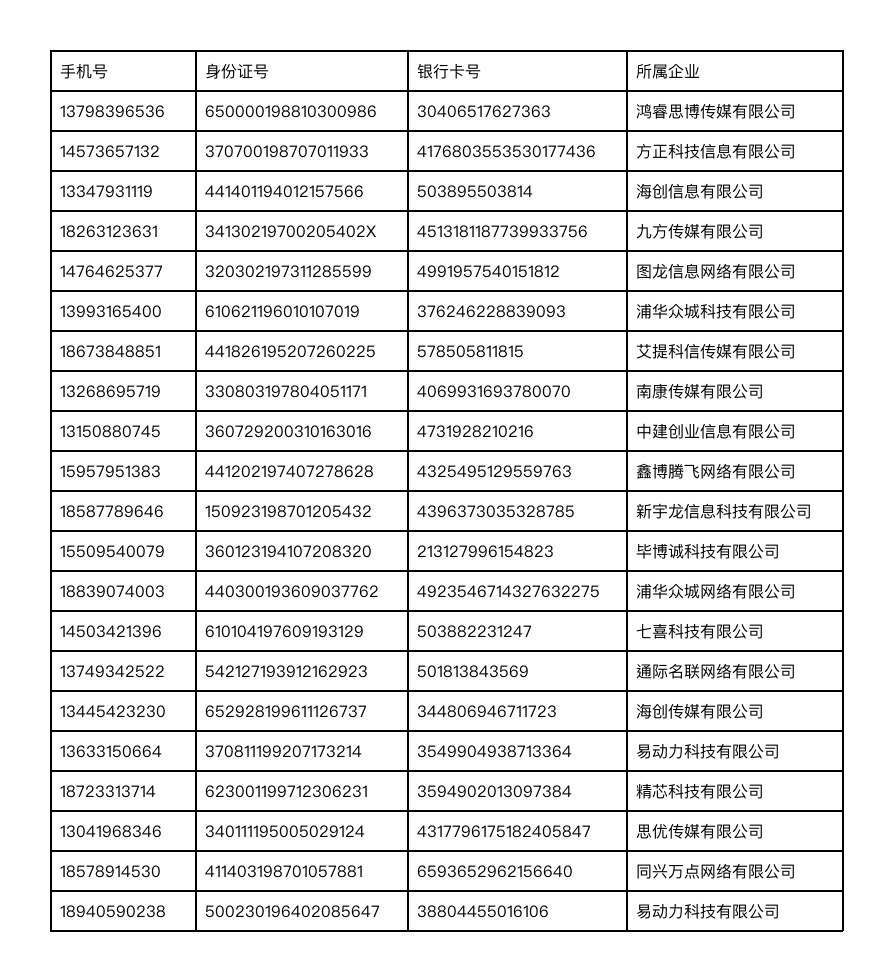 手机号 身份证号 银行卡号 所属企业
13798396536 650000198810300986 30406517627363 鸿睿思博传媒有限公司
14573657132 370700198707011933 4176803553530177436 方正科技信息有限公司
13347931119 441401194012157566 503895503814 海创信息有限公司
18263123631 34130219700205402X 4513181187739933756 九方传媒有限公司
14764625377 320302197311285599 4991957540151812 图龙信息网络有限公司
13993165400 610621196010107019 376246228839093 浦华众城科技有限公司
18673848851 441826195207260225 578505811815 艾提科信传媒有限公司
13268695719 330803197804051171 4069931693780070 南康传媒有限公司
13150880745 360729200310163016 4731928210216 中建创业信息有限公司
15957951383 441202197407278628 4325495129559763 鑫博腾飞网络有限公司
18587789646 150923198701205432 4396373035328785 新宇龙信息科技有限公司
15509540079 360123194107208320 213127996154823 毕博诚科技有限公司
18839074003 440300193609037762 4923546714327632275 浦华众城网络有限公司
14503421396 610104197609193129 503882231247 七喜科技有限公司
13749342522 542127193912162923 501813843569 通际名联网络有限公司
13445423230 652928199611126737 344806946711723 海创传媒有限公司
13633150664 370811199207173214 3549904938713364 易动力科技有限公司
18723313714 623001199712306231 3594902013097384 精芯科技有限公司
13041968346 340111195005029124 4317796175182405847 思优传媒有限公司
18578914530 411403198701057881 6593652962156640 同兴万点网络有限公司
18940590238 500230196402085647 38804455016106 易动力科技有限公司